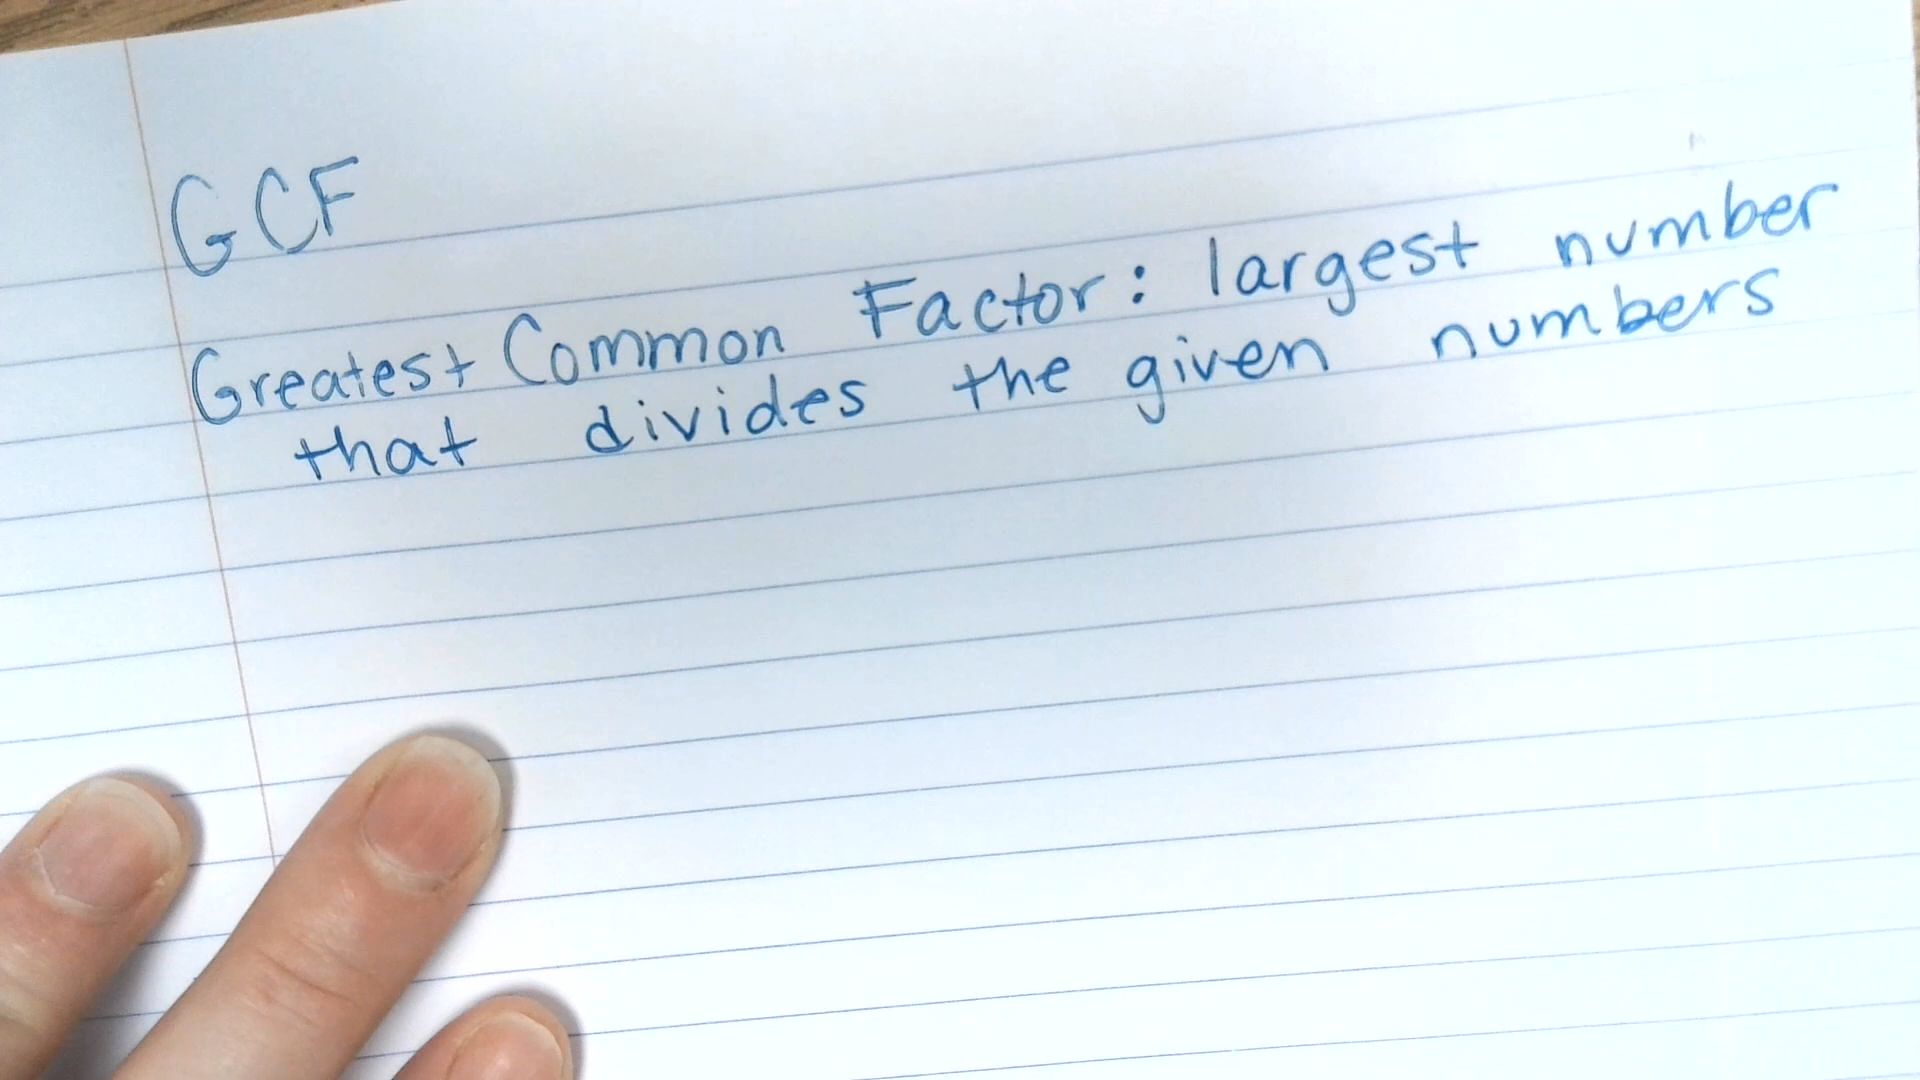 GCF
Greatest Common Factor: largest number
that divides the given numbers